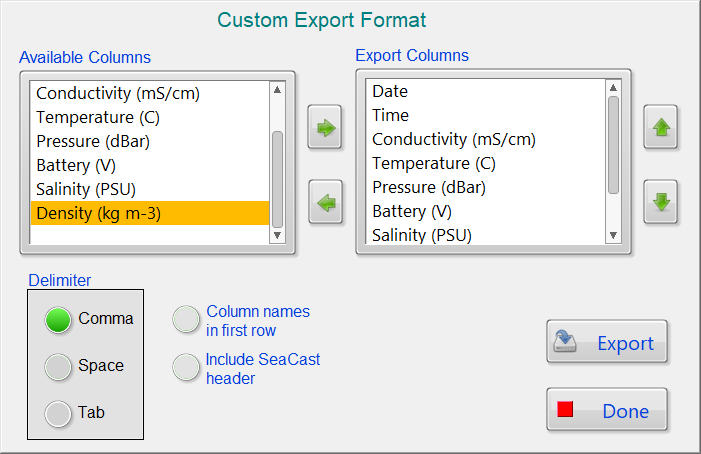 Custom Export Format
Available Columns
Conductivity (mS/cm)
Temperature (C)
Pressure (dBar)
Battery (V)
Salinity (PSU)
Density (kg m-3)
Export Columns
Date
Time
Conductivity (mS/cm)
Temperature (C)
Pressure (dBar)
Battery (V)
Salinity (PSU)
Delimiter
Comma
Space
Tab
Column names
in first row
Include SeaCast
header
Export
Done